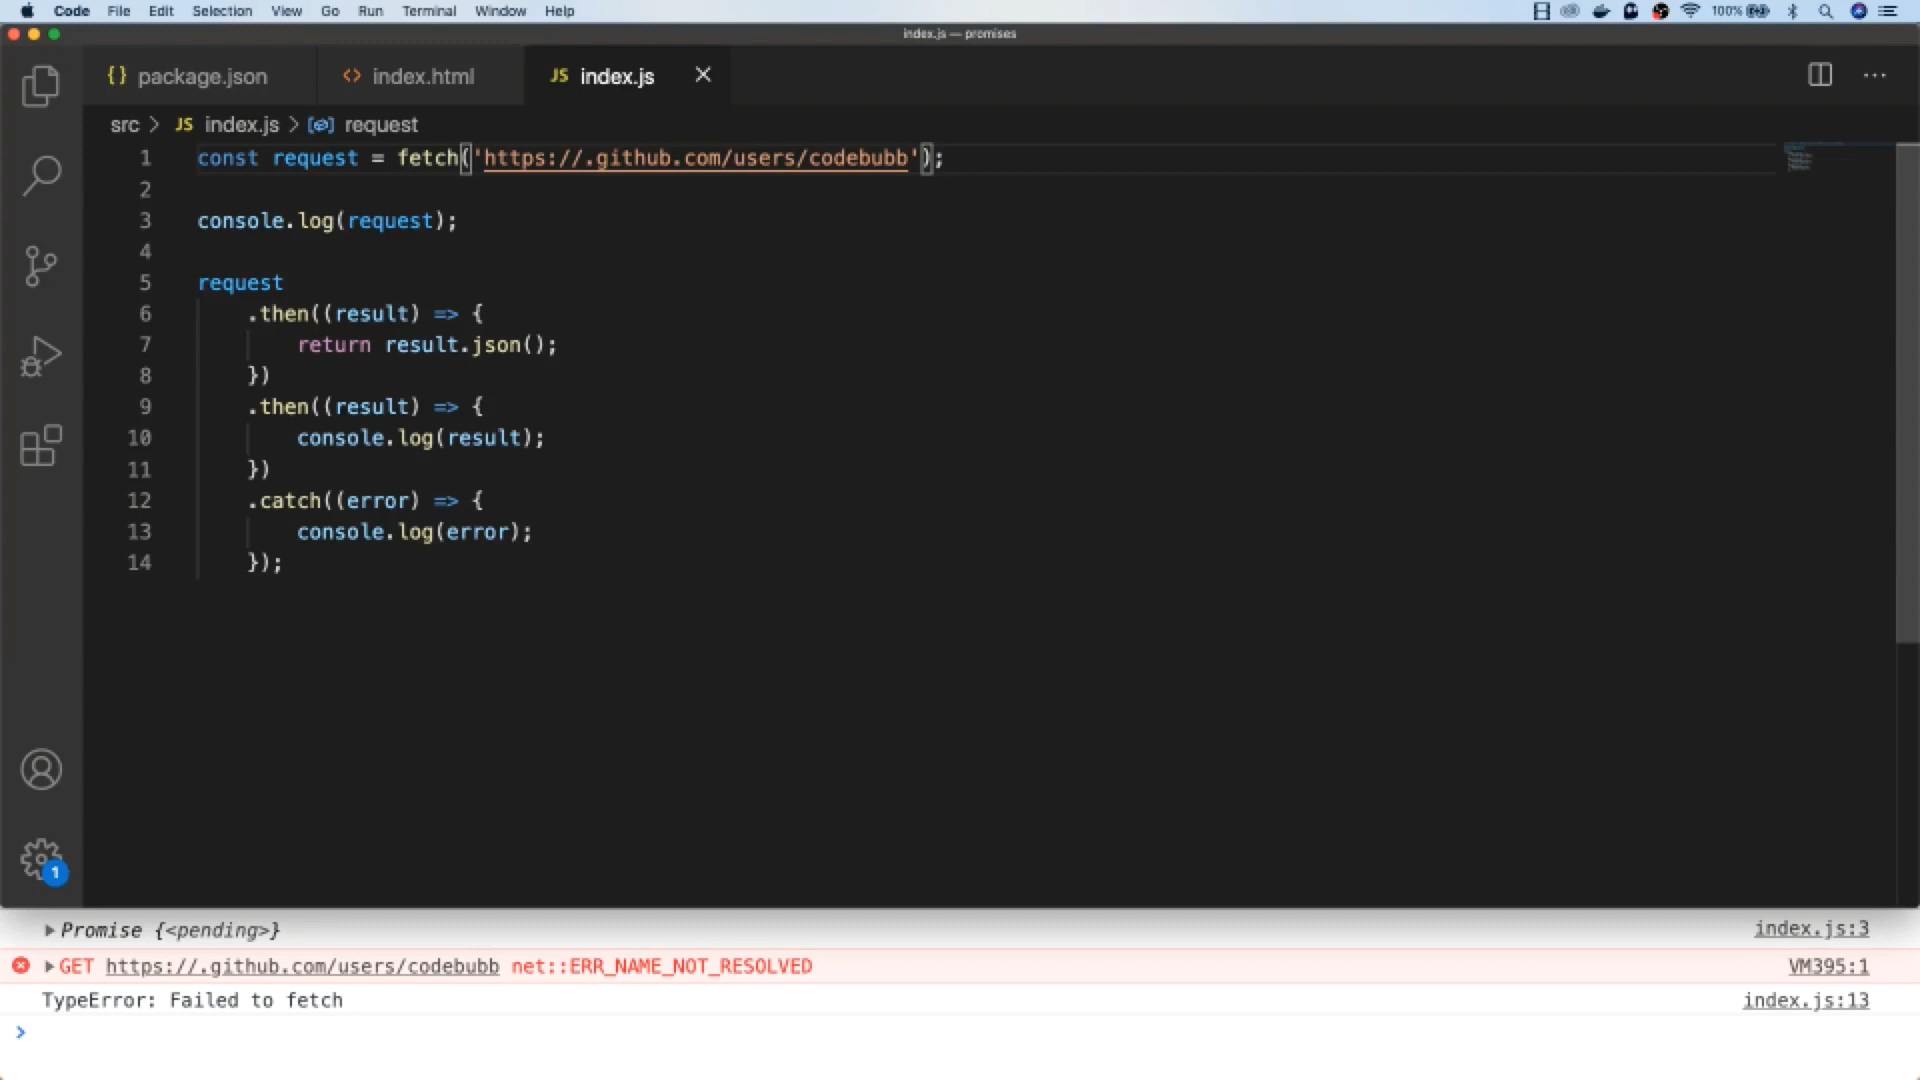 Code File Edit Selection View Go Run Terminal Window Help 100%
index.js — promises
{} package.json <> index.html JS index.js
src > JS index.js > request
1 const request = fetch('https://.github.com/users/codebubb');
2
3 console.log(request);
4
5 request
6 .then((result) => {
7 return result.json();
8 })
9 .then((result) => {
10 console.log(result);
11 })
12 .catch((error) => {
13 console.log(error);
14 });
1
Promise {<pending>} index.js:3
GET https://.github.com/users/codebubb net::ERR_NAME_NOT_RESOLVED VM395:1
TypeError: Failed to fetch index.js:13
>